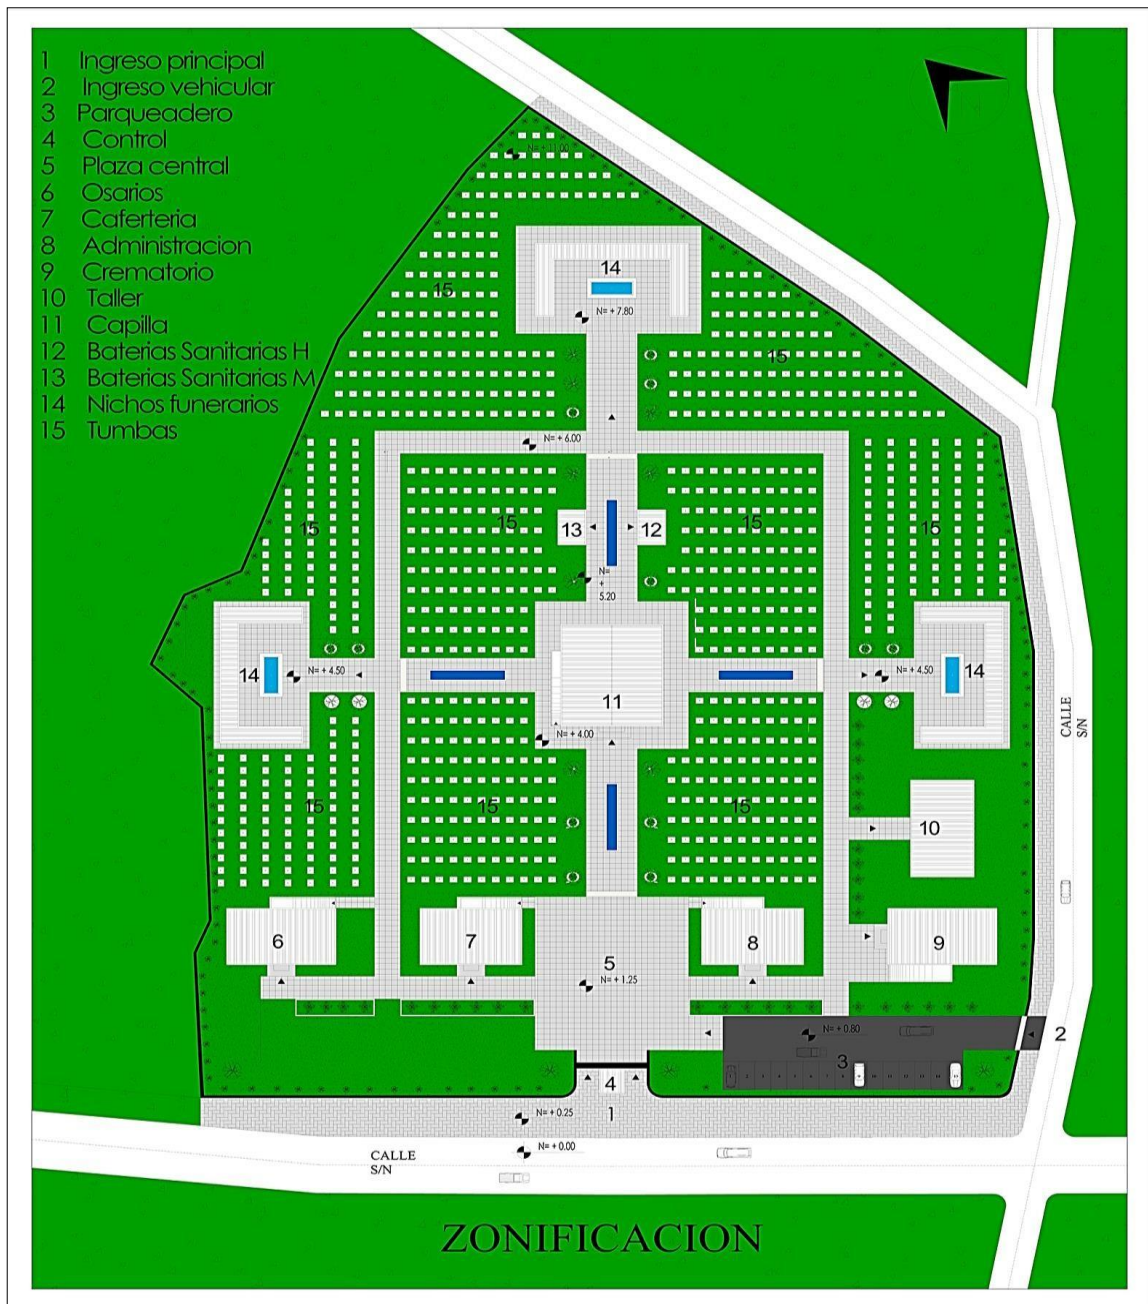 1 Ingreso principal
2 Ingreso vehicular
3 Parqueadero
4 Control
5 Plaza central
6 Osarios
7 Caferteria
8 Administracion
9 Crematorio
10 Taller
11 Capilla
12 Baterias Sanitarias H
13 Baterias Sanitarias M
14 Nichos funerarios
15 Tumbas
N= + 11.00
14
15
N= + 7.80
15
N= + 6.00
15
15
13
12
15
15
N=
+
5.20
14
N= + 4.50
11
N= + 4.50
14
CALLE
S/N
N= + 4.00
15
15
15
10
6
7
5
8
9
N= + 1.25
N= + 0.80
2
3
4
1
N= + 0.25
N= + 0.00
CALLE
S/N
ZONIFICACION